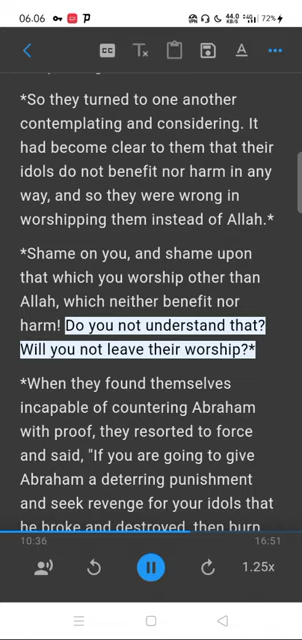 06.06
44.0
KB/S
4G
72%
CC
T
A
*So they turned to one another
contemplating and considering. It
had become clear to them that their
idols do not benefit nor harm in any
way, and so they were wrong in
worshipping them instead of Allah.*
*Shame on you, and shame upon
that which you worship other than
Allah, which neither benefit nor
harm! Do you not understand that?
Will you not leave their worship?*
*When they found themselves
incapable of countering Abraham
with proof, they resorted to force
and said, "If you are going to give
Abraham a deterring punishment
and seek revenge for your idols that
he broke and destroyed, then burn
10:36
16:51
1.25x